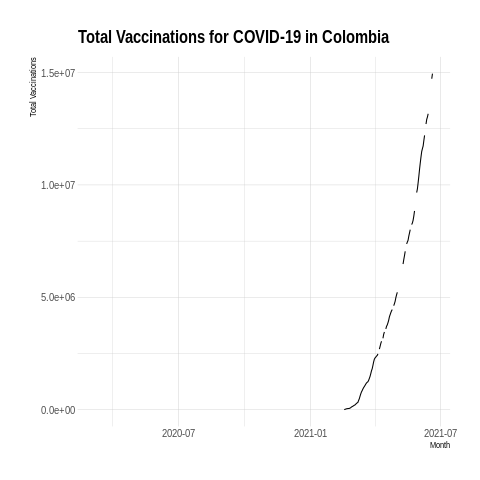 Total Vaccinations for COVID-19 in Colombia
Total Vaccinations
1.5e+07
1.0e+07
5.0e+06
0.0e+00
2020-07
2021-01
2021-07
Month